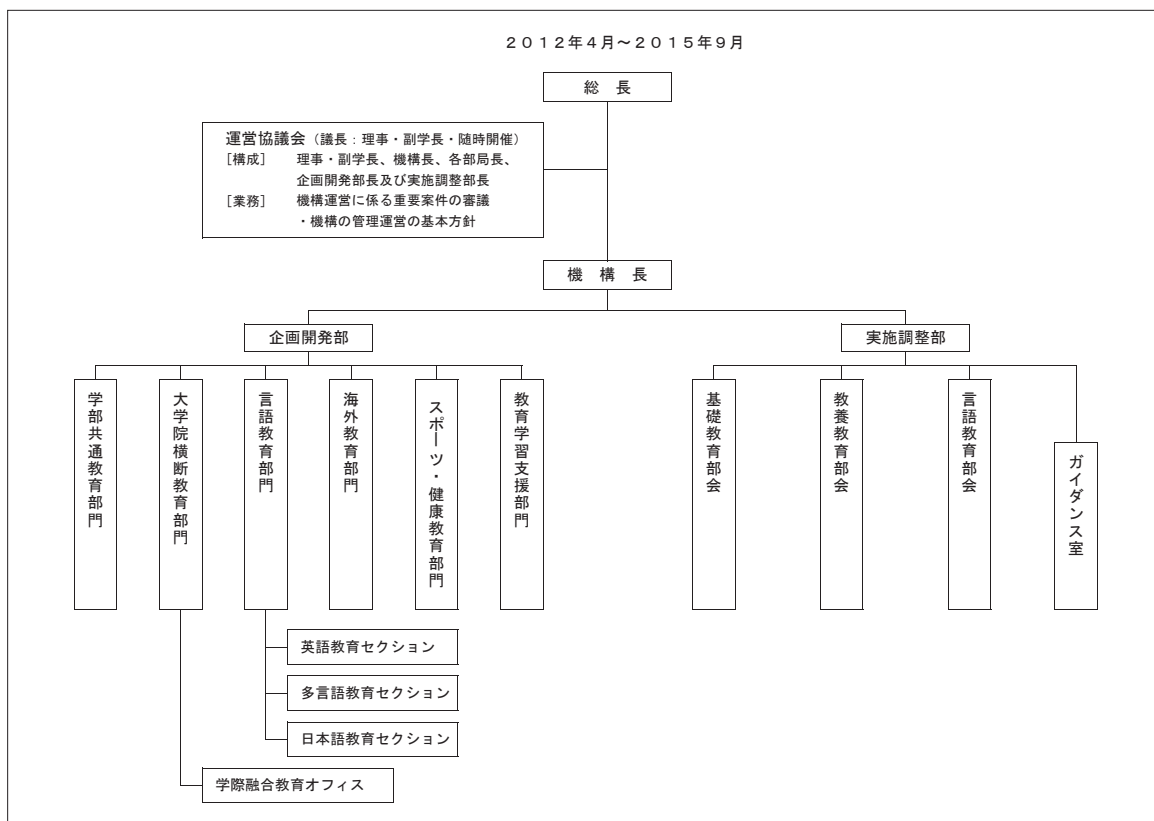 ２０１２年４月～２０１５年９月
総　長
運営協議会（議長：理事・副学長・随時開催）
［構成］　理事・副学長、機構長、各部局長、
企画開発部長及び実施調整部長
［業務］　機構運営に係る重要案件の審議
・機構の管理運営の基本方針
機　構　長
企画開発部
実施調整部
学部共通教育部門
大学院横断教育部門
言語教育部門
海外教育部門
スポーツ・健康教育部門
教育学習支援部門
基礎教育部会
教養教育部会
言語教育部会
ガイダンス室
英語教育セクション
多言語教育セクション
日本語教育セクション
学際融合教育オフィス